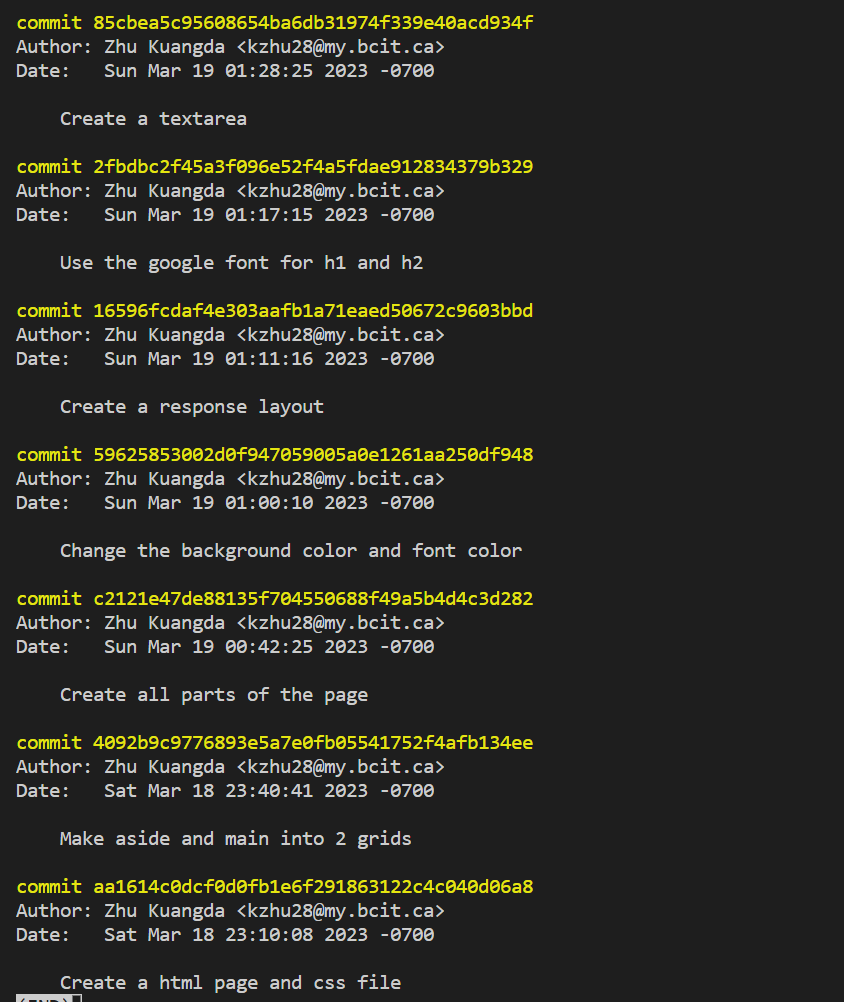 commit 85cbea5c95608654ba6db31974f339e40acd934f
Author: Zhu Kuangda <kzhu28@my.bcit.ca>
Date:   Sun Mar 19 01:28:25 2023 -0700
Create a textarea
commit 2fbdbc2f45a3f096e52f4a5fdae912834379b329
Author: Zhu Kuangda <kzhu28@my.bcit.ca>
Date:   Sun Mar 19 01:17:15 2023 -0700
Use the google font for h1 and h2
commit 16596fcdaf4e303aafb1a71eaed50672c9603bbd
Author: Zhu Kuangda <kzhu28@my.bcit.ca>
Date:   Sun Mar 19 01:11:16 2023 -0700
Create a response layout
commit 59625853002d0f947059005a0e1261aa250df948
Author: Zhu Kuangda <kzhu28@my.bcit.ca>
Date:   Sun Mar 19 01:00:10 2023 -0700
Change the background color and font color
commit c2121e47de88135f704550688f49a5b4d4c3d282
Author: Zhu Kuangda <kzhu28@my.bcit.ca>
Date:   Sun Mar 19 00:42:25 2023 -0700
Create all parts of the page
commit 4092b9c9776893e5a7e0fb05541752f4afb134ee
Author: Zhu Kuangda <kzhu28@my.bcit.ca>
Date:   Sat Mar 18 23:40:41 2023 -0700
Make aside and main into 2 grids
commit aa1614c0dcf0d0fb1e6f291863122c4c040d06a8
Author: Zhu Kuangda <kzhu28@my.bcit.ca>
Date:   Sat Mar 18 23:10:08 2023 -0700
Create a html page and css file
(END)